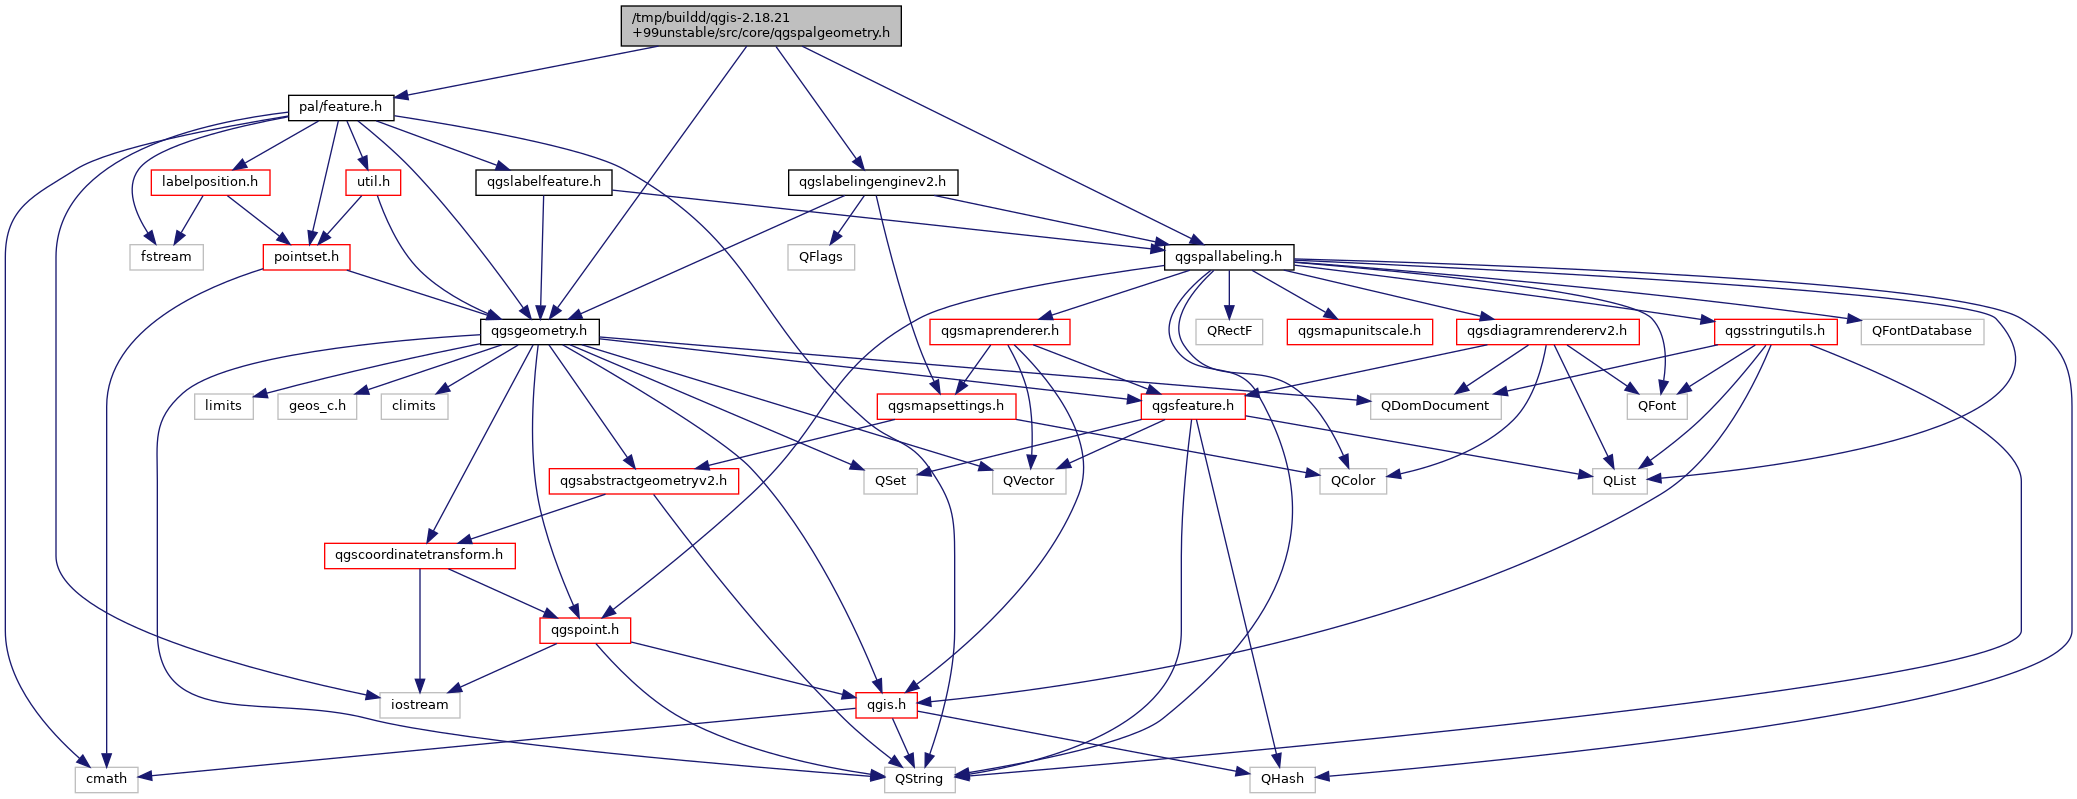 /tmp/buildd/qgis-2.18.21
+99unstable/src/core/qgspalgeometry.h
pal/feature.h
labelposition.h
util.h
qgslabelfeature.h
qgslabelingenginev2.h
fstream
pointset.h
QFlags
qgspallabeling.h
qgsgeometry.h
qgsmaprenderer.h
QRectF
qgsmapunitscale.h
qgsdiagramrendererv2.h
qgsstringutils.h
QFontDatabase
limits
geos_c.h
climits
qgsmapsettings.h
qgsfeature.h
QDomDocument
QFont
qgsabstractgeometryv2.h
QSet
QVector
QColor
QList
qgscoordinatetransform.h
qgspoint.h
iostream
qgis.h
cmath
QString
QHash